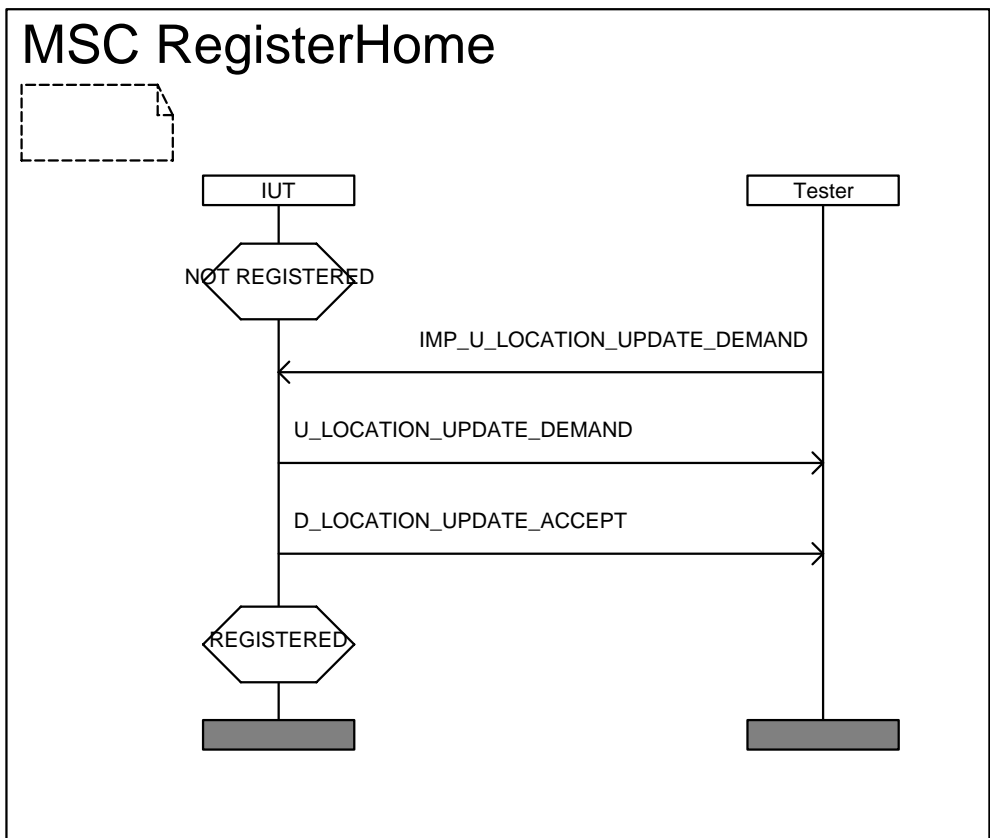 MSC RegisterHome
IUT
Tester
NOT REGISTERED
IMP_U_LOCATION_UPDATE_DEMAND
U_LOCATION_UPDATE_DEMAND
D_LOCATION_UPDATE_ACCEPT
REGISTERED